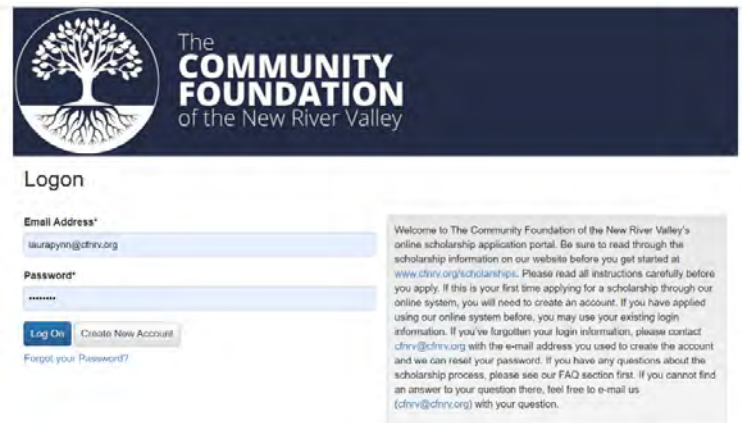 The
COMMUNITY
FOUNDATION
of the New River Valley
Logon
Email Address*
laurapynn@cfnrv.org
Password*
••••••••
Log On
Create New Account
Forgot your Password?
Welcome to The Community Foundation of the New River Valley's
online scholarship application portal. Be sure to read through the
scholarship information on our website before you get started at
www.cfnrv.org/scholarships. Please read all instructions carefully before
you apply. If this is your first time applying for a scholarship through our
online system, you will need to create an account. If you have applied
using our online system before, you may use your existing login
information. If you've forgotten your login information, please contact
cfnrv@cfnrv.org with the e-mail address you used to create the account
and we can reset your password. If you have any questions about the
scholarship process, please see our FAQ section first. If you cannot find
an answer to your question there, feel free to e-mail us
(cfnrv@cfnrv.org) with your question.